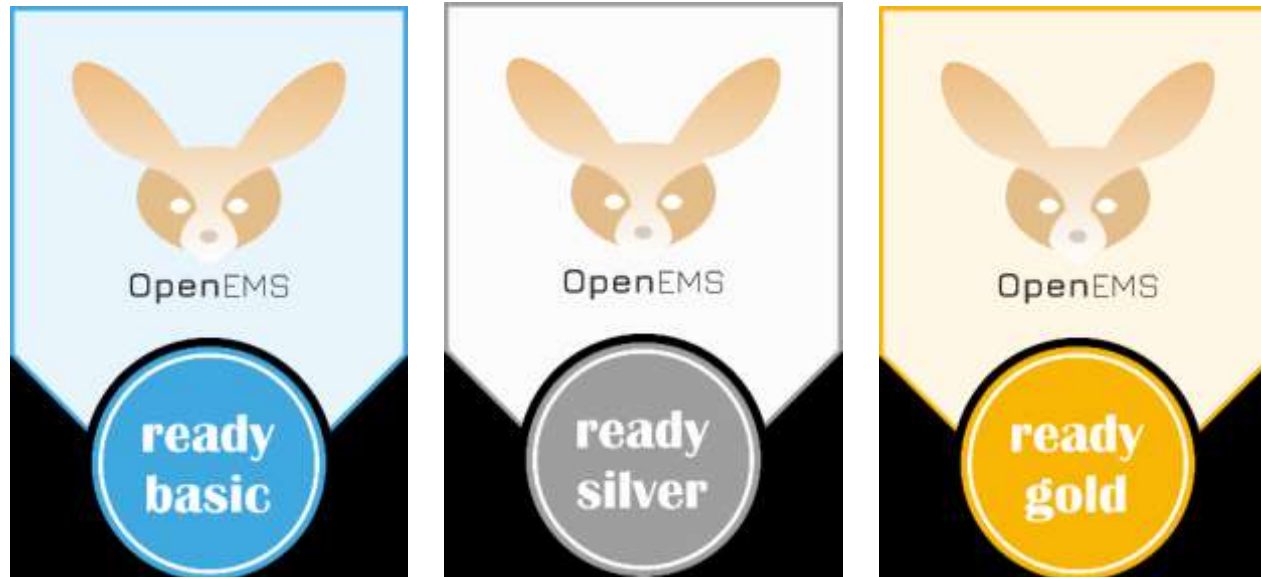 OpenEMS
ready
basic
OpenEMS
ready
silver
OpenEMS
ready
gold